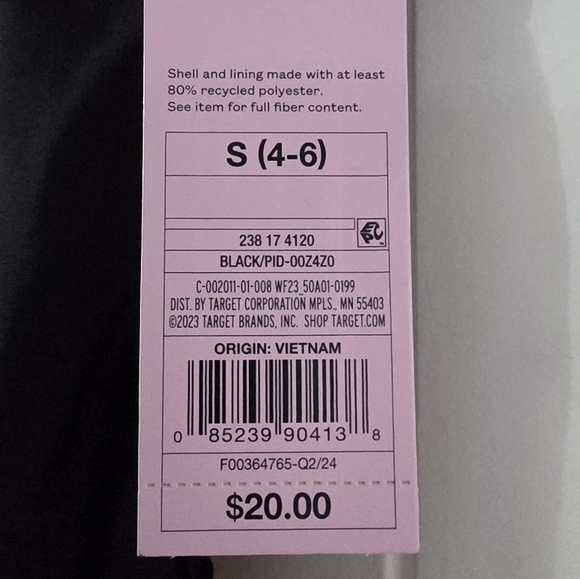 Shell and lining made with at least
80% recycled polyester.
See item for full fiber content.
S (4-6)
238 17 4120
BLACK/PID-00Z4Z0
C-002011-01-008 WF23_50A01-0199
DIST. BY TARGET CORPORATION MPLS., MN 55403
©2023 TARGET BRANDS, INC. SHOP TARGET.COM
ORIGIN: VIETNAM
0 85239 90413 8
F00364765-Q2/24
$20.00